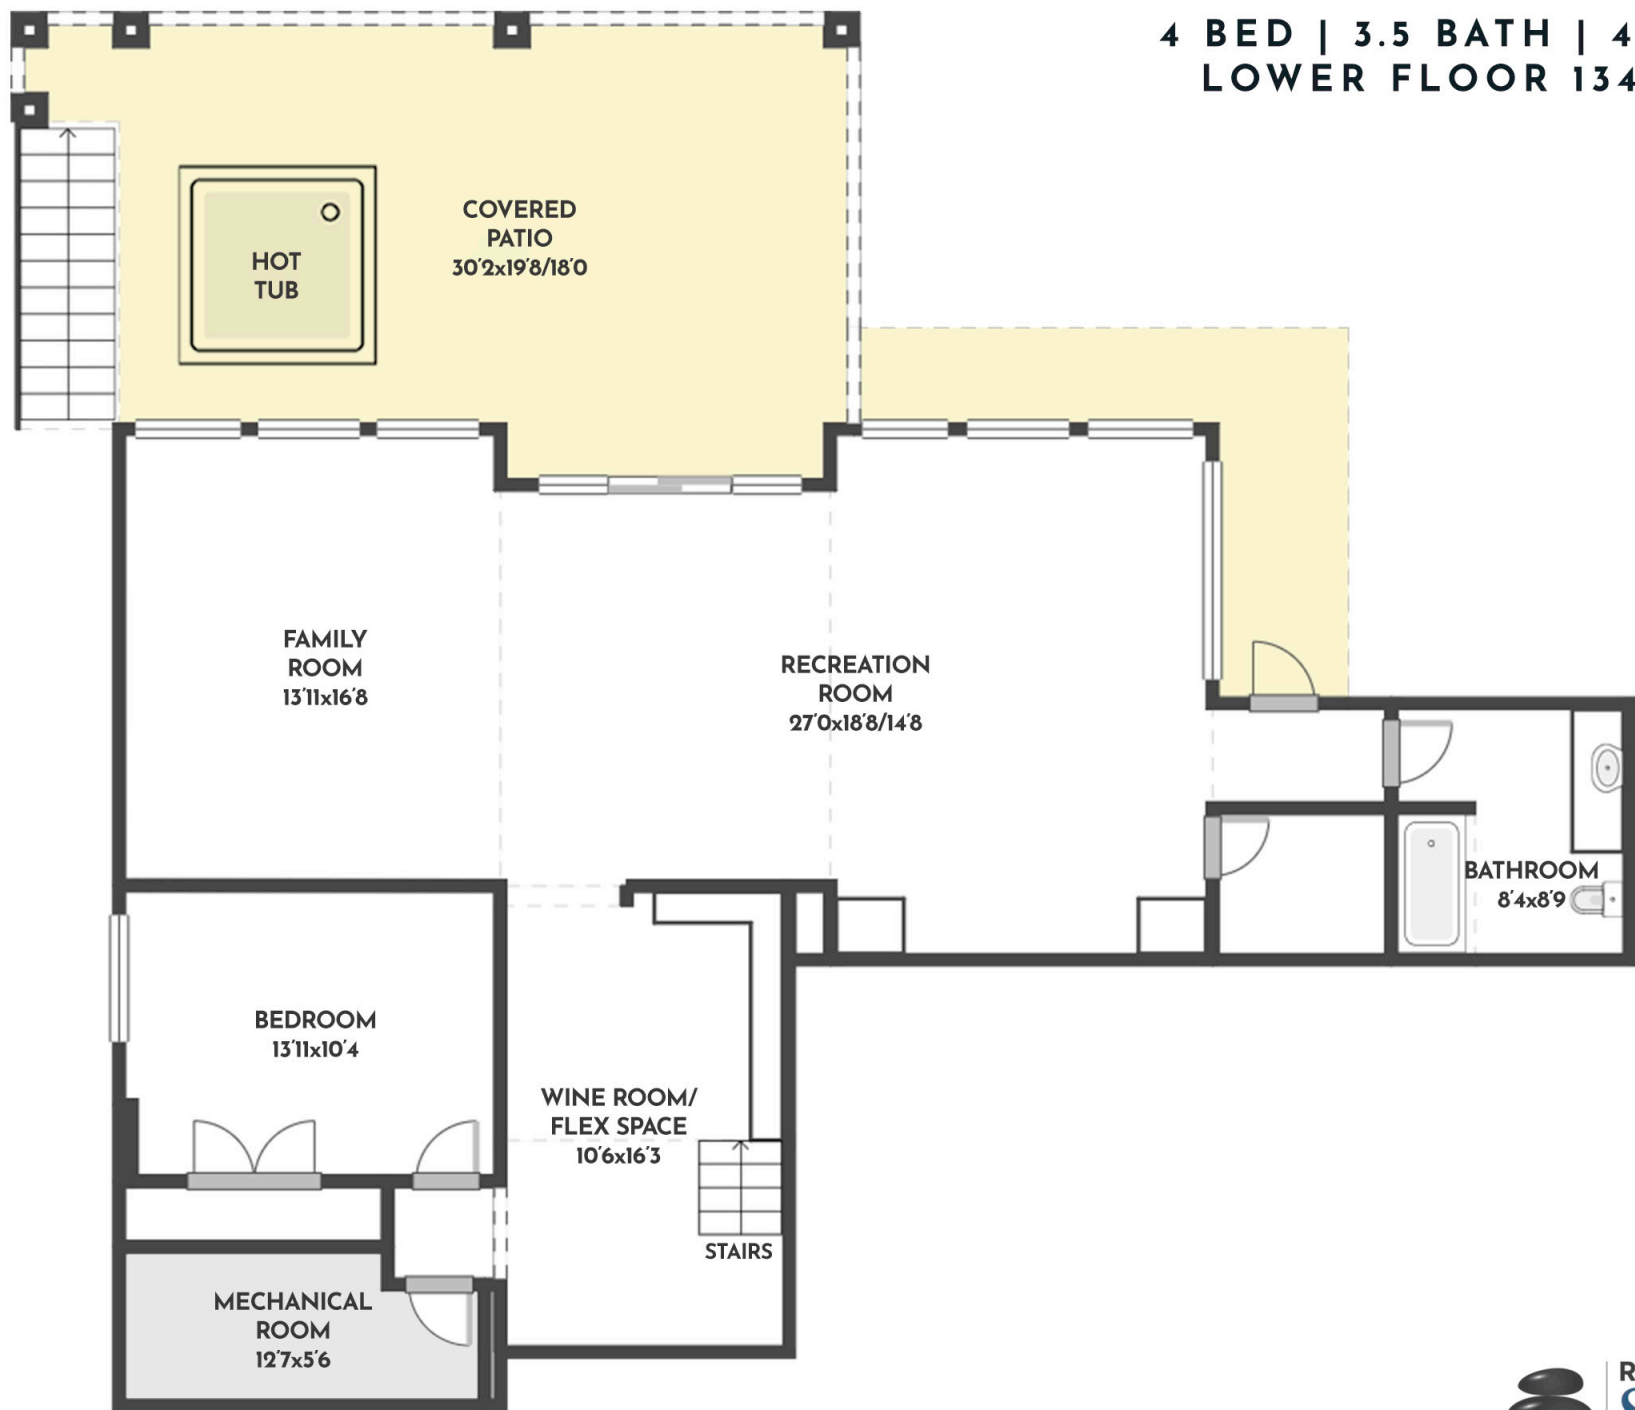 4 BED | 3.5 BATH | 4
LOWER FLOOR 134
COVERED
PATIO
30'2x19'8/18'0
HOT
TUB
FAMILY
ROOM
13'11x16'8
RECREATION
ROOM
27'0x18'8/14'8
BATHROOM
8'4x8'9
BEDROOM
13'11x10'4
WINE ROOM/
FLEX SPACE
10'6x16'3
STAIRS
MECHANICAL
ROOM
12'7x5'6
R